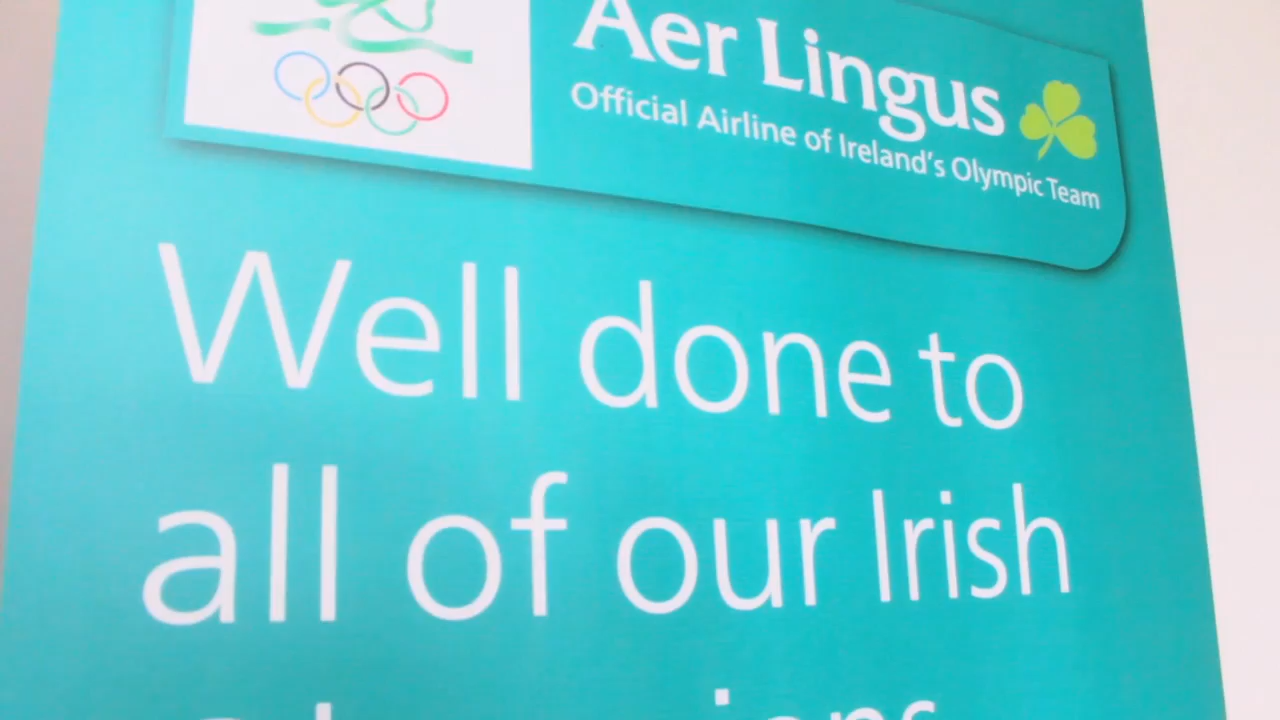 Aer Lingus
Official Airline of Ireland's Olympic Team
Well done to
all of our Irish